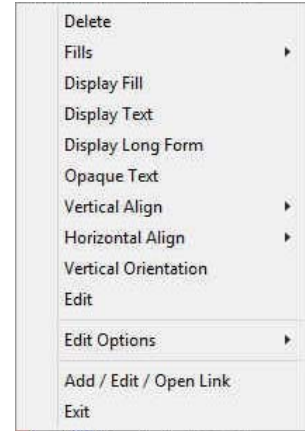 Delete
Fills
Display Fill
Display Text
Display Long Form
Opaque Text
Vertical Align
Horizontal Align
Vertical Orientation
Edit
Edit Options
Add / Edit / Open Link
Exit